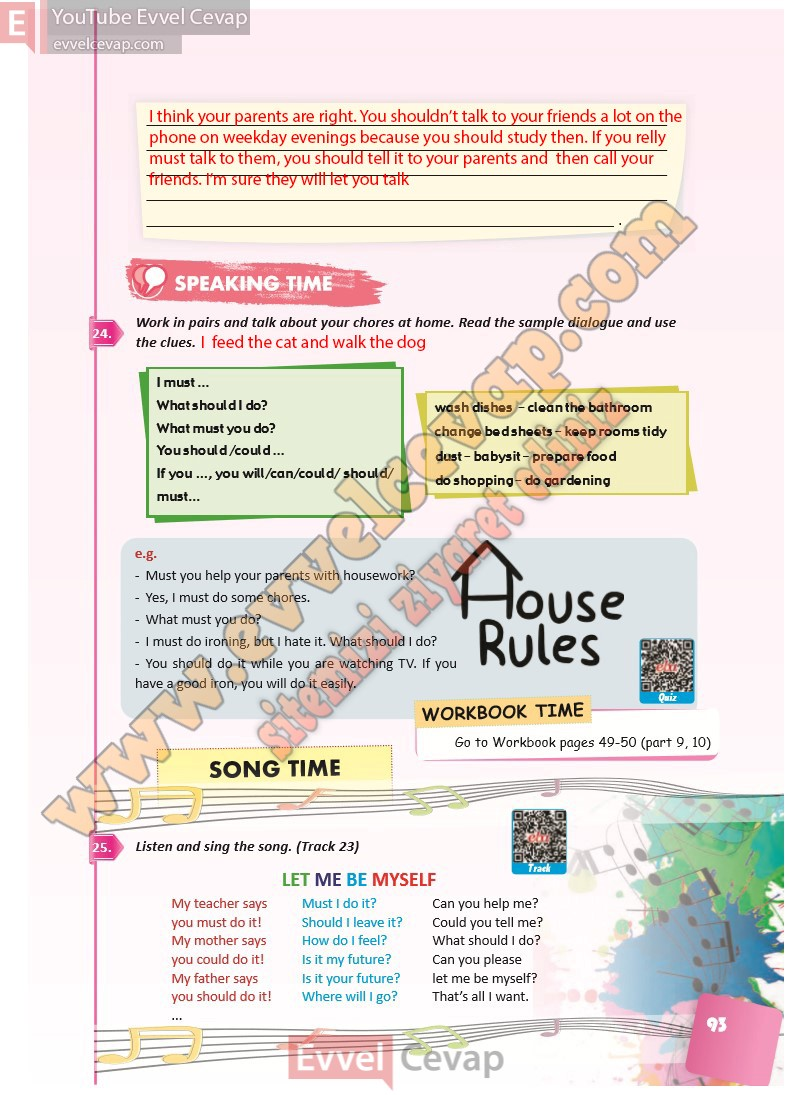 E
YouTube Evvel Cevap
evvelcevap.com
I think your parents are right. You shouldn't talk to your friends a lot on the
phone on weekday evenings because you should study then. If you relly
must talk to them, you should tell it to your parents and then call your
friends. I'm sure they will let you talk
.
SPEAKING TIME
24.
Work in pairs and talk about your chores at home. Read the sample dialogue and use
the clues. I feed the cat and walk the dog
I must ...
What should I do?
What must you do?
You should /could ...
If you ..., you will/can/could/ should/
must...
wash dishes – clean the bathroom
change bed sheets – keep rooms tidy
dust – babysit – prepare food
do shopping – do gardening
e.g.
- Must you help your parents with housework?
- Yes, I must do some chores.
- What must you do?
- I must do ironing, but I hate it. What should I do?
- You should do it while you are watching TV. If you
have a good iron, you will do it easily.
House
Rules
Quiz
WORKBOOK TIME
Go to Workbook pages 49-50 (part 9, 10)
www.evvelcevap.com
sitemizi ziyaret ediniz
SONG TIME
25.
Listen and sing the song. (Track 23)
Track
LET ME BE MYSELF
My teacher says
you must do it!
My mother says
you could do it!
My father says
you should do it!
...
Must I do it?
Should I leave it?
How do I feel?
Is it my future?
Is it your future?
Where will I go?
Can you help me?
Could you tell me?
What should I do?
Can you please
let me be myself?
That's all I want.
93
Evvel Cevap